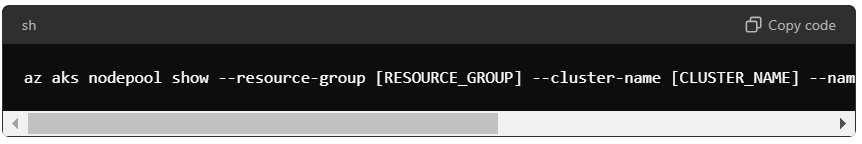 sh
Copy code
az aks nodepool show --resource-group [RESOURCE_GROUP] --cluster-name [CLUSTER_NAME] --nam